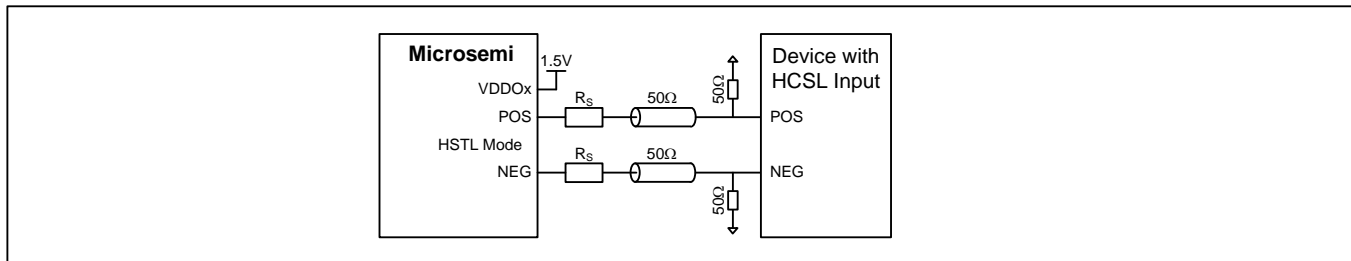 Microsemi
1.5V
VDDOx
POS
HSTL Mode
NEG
RS
50Ω
RS
50Ω
50Ω
50Ω
Device with
HCSL Input
POS
NEG